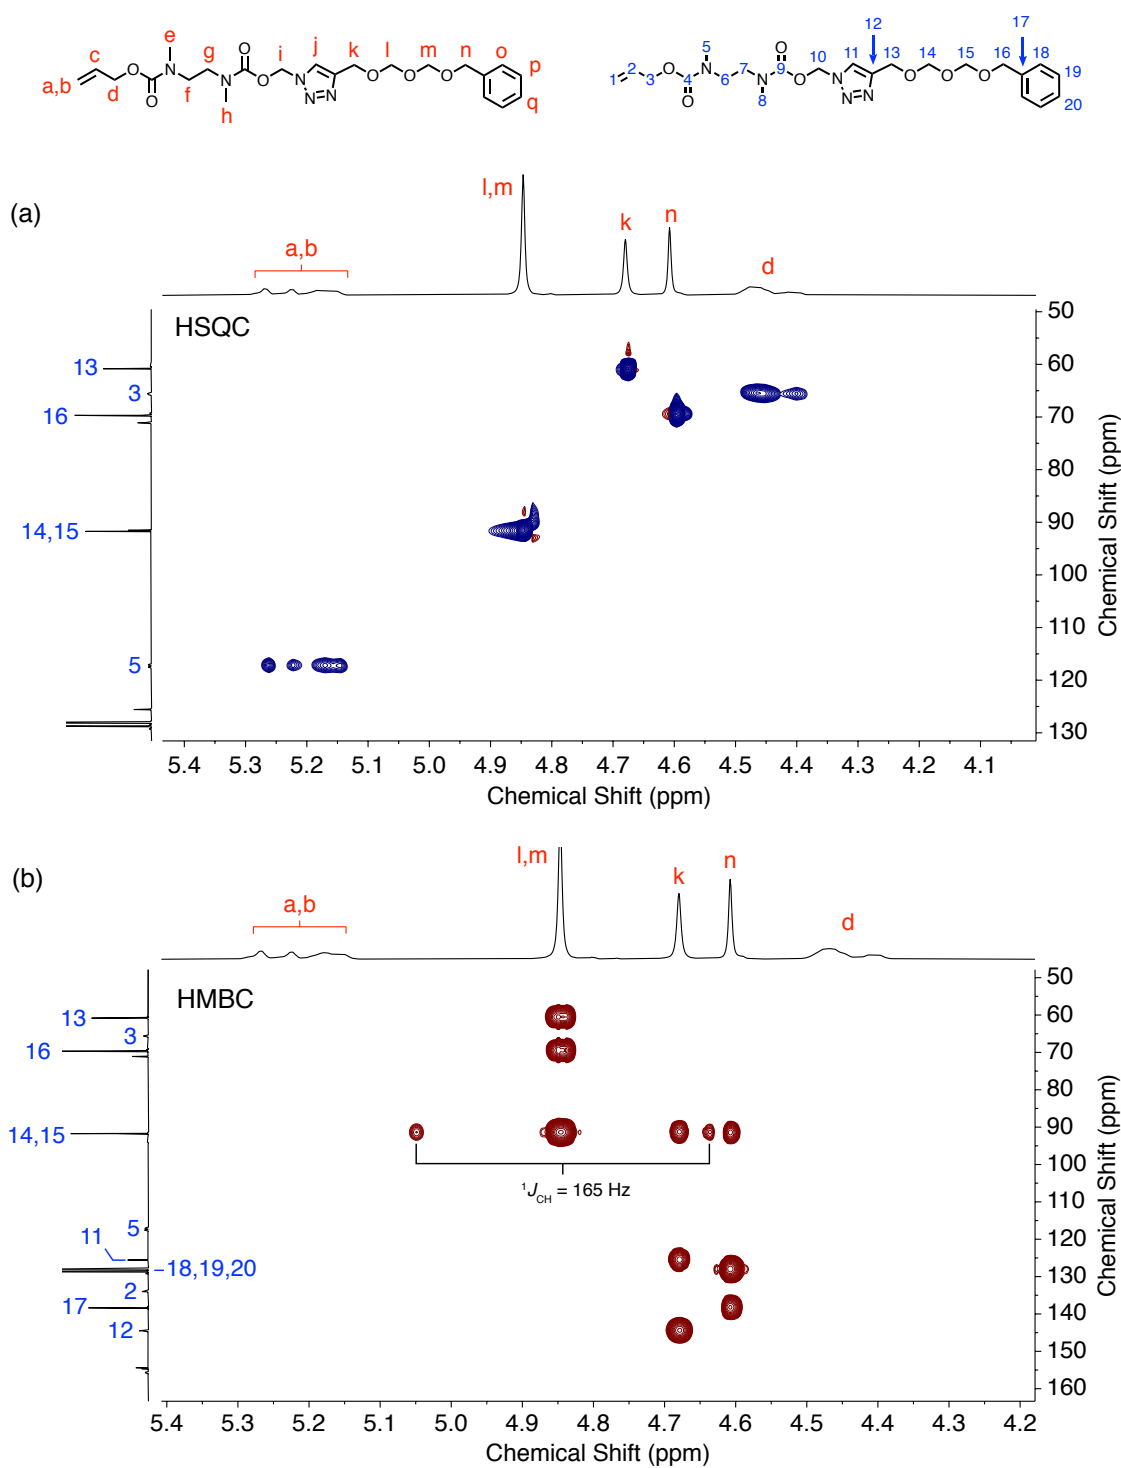 e g i j k l m n o
c O N N O N O O O p
a,b d O f h O N N q
12 17
5 O 10 11 13 14 15 16 18
1 2 3 O 4 N 6 7 N 9 O N O O O 19
O 8 N N 20
(a)
l,m
k
n
a,b
d
HSQC
13
3
16
14,15
5
50
60
70
80
90
100
110
120
130
Chemical Shift (ppm)
5.4 5.3 5.2 5.1 5.0 4.9 4.8 4.7 4.6 4.5 4.4 4.3 4.2 4.1
Chemical Shift (ppm)
(b)
l,m
k
n
a,b
d
HMBC
13
3
16
14,15
5
11
18,19,20
2
17
12
¹J_CH = 165 Hz
50
60
70
80
90
100
110
120
130
140
150
160
Chemical Shift (ppm)
5.4 5.3 5.2 5.1 5.0 4.9 4.8 4.7 4.6 4.5 4.4 4.3 4.2
Chemical Shift (ppm)